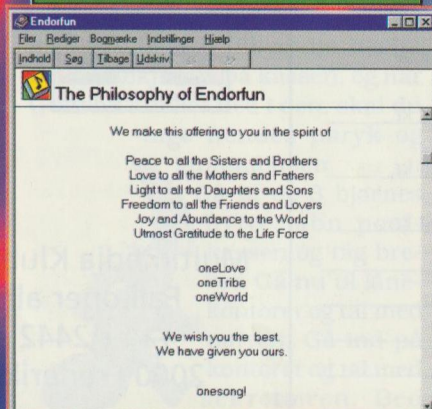 Endorfun
Filer Rediger Bogmærke Indstillinger Hjælp
Indhold Søg Tilbage Udskriv << >>
The Philosophy of Endorfun
We make this offering to you in the spirit of
Peace to all the Sisters and Brothers
Love to all the Mothers and Fathers
Light to all the Daughters and Sons
Freedom to all the Friends and Lovers
Joy and Abundance to the World
Utmost Gratitude to the Life Force
oneLove
oneTribe
oneWorld
We wish you the best.
We have given you ours.
onesong!